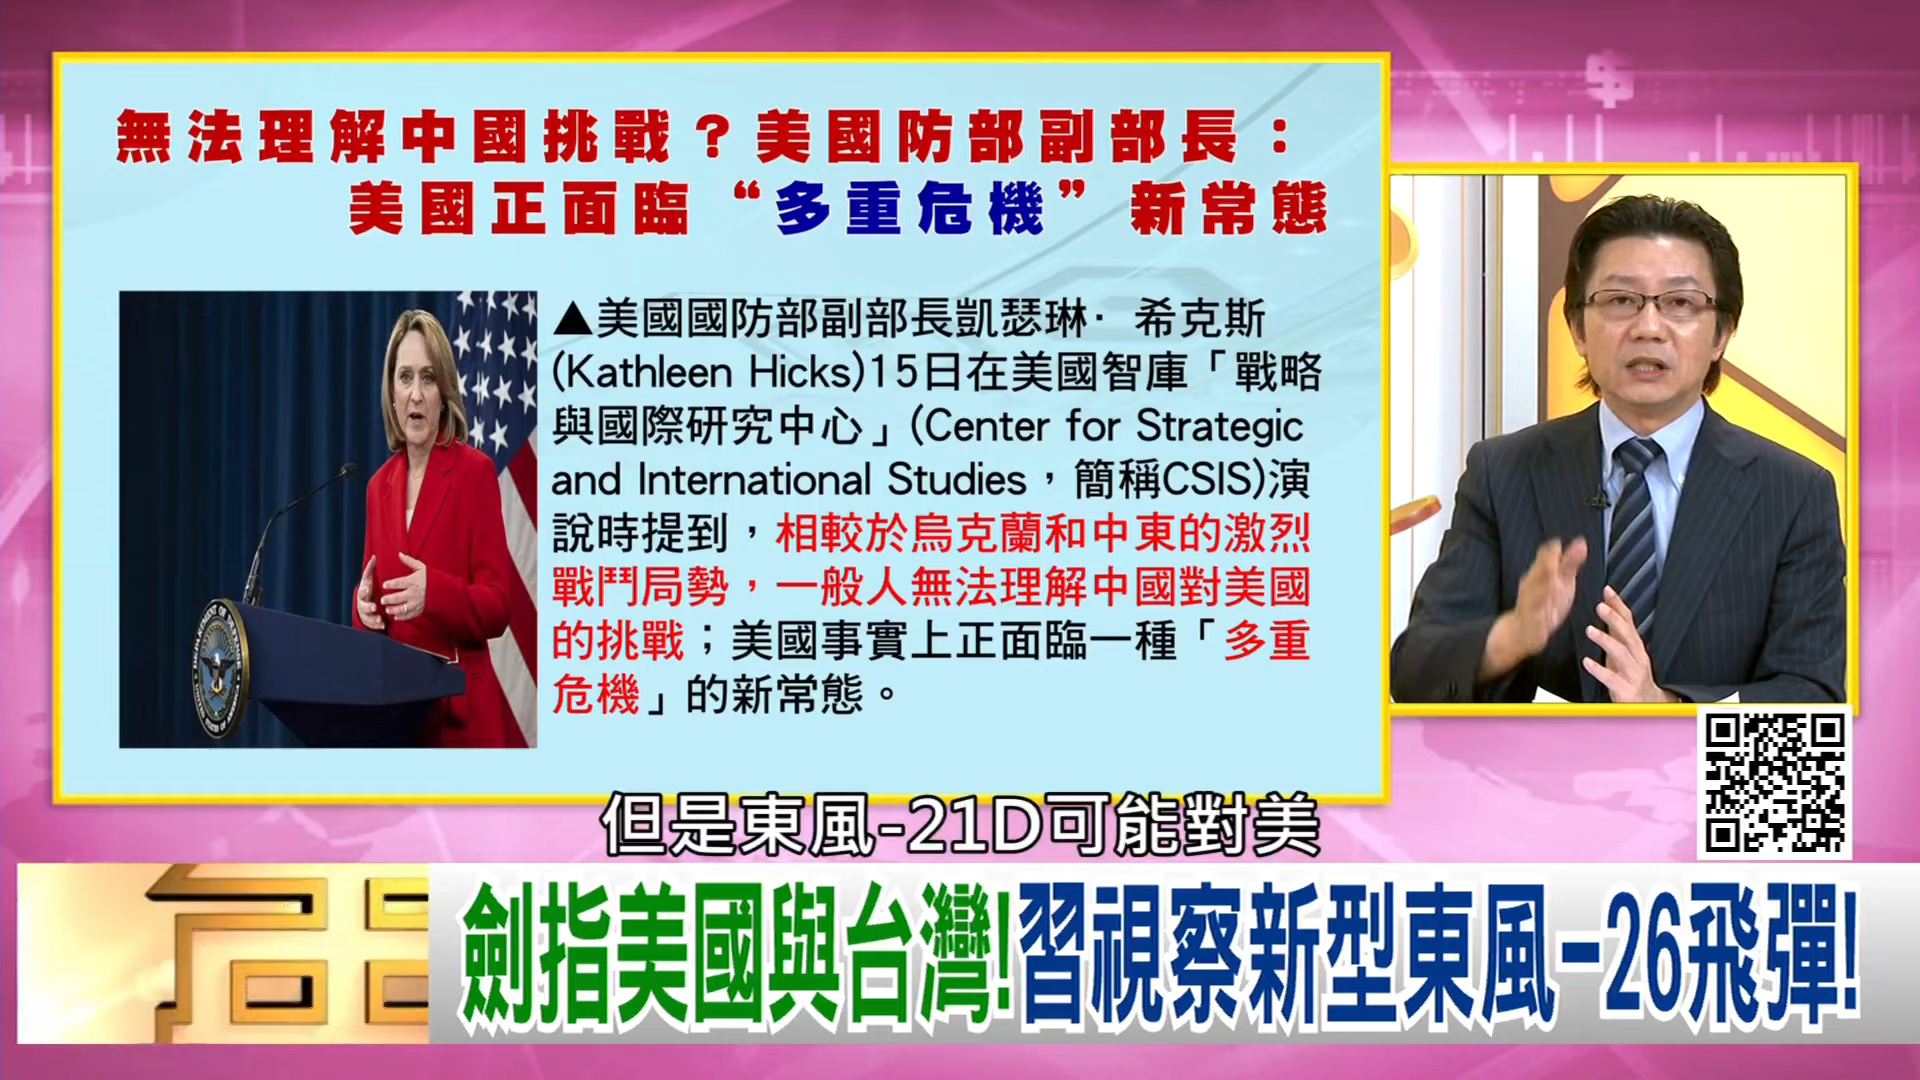 無法理解中國挑戰？美國防部副部長：
美國正面臨“多重危機”新常態
▲美國國防部副部長凱瑟琳·希克斯
(Kathleen Hicks)15日在美國智庫「戰略
與國際研究中心」(Center for Strategic
and International Studies，簡稱CSIS)演
說時提到，相較於烏克蘭和中東的激烈
戰鬥局勢，一般人無法理解中國對美國
的挑戰；美國事實上正面臨一種「多重
危機」的新常態。
但是東風-21D可能對美
劍指美國與台灣!習視察新型東風-26飛彈!